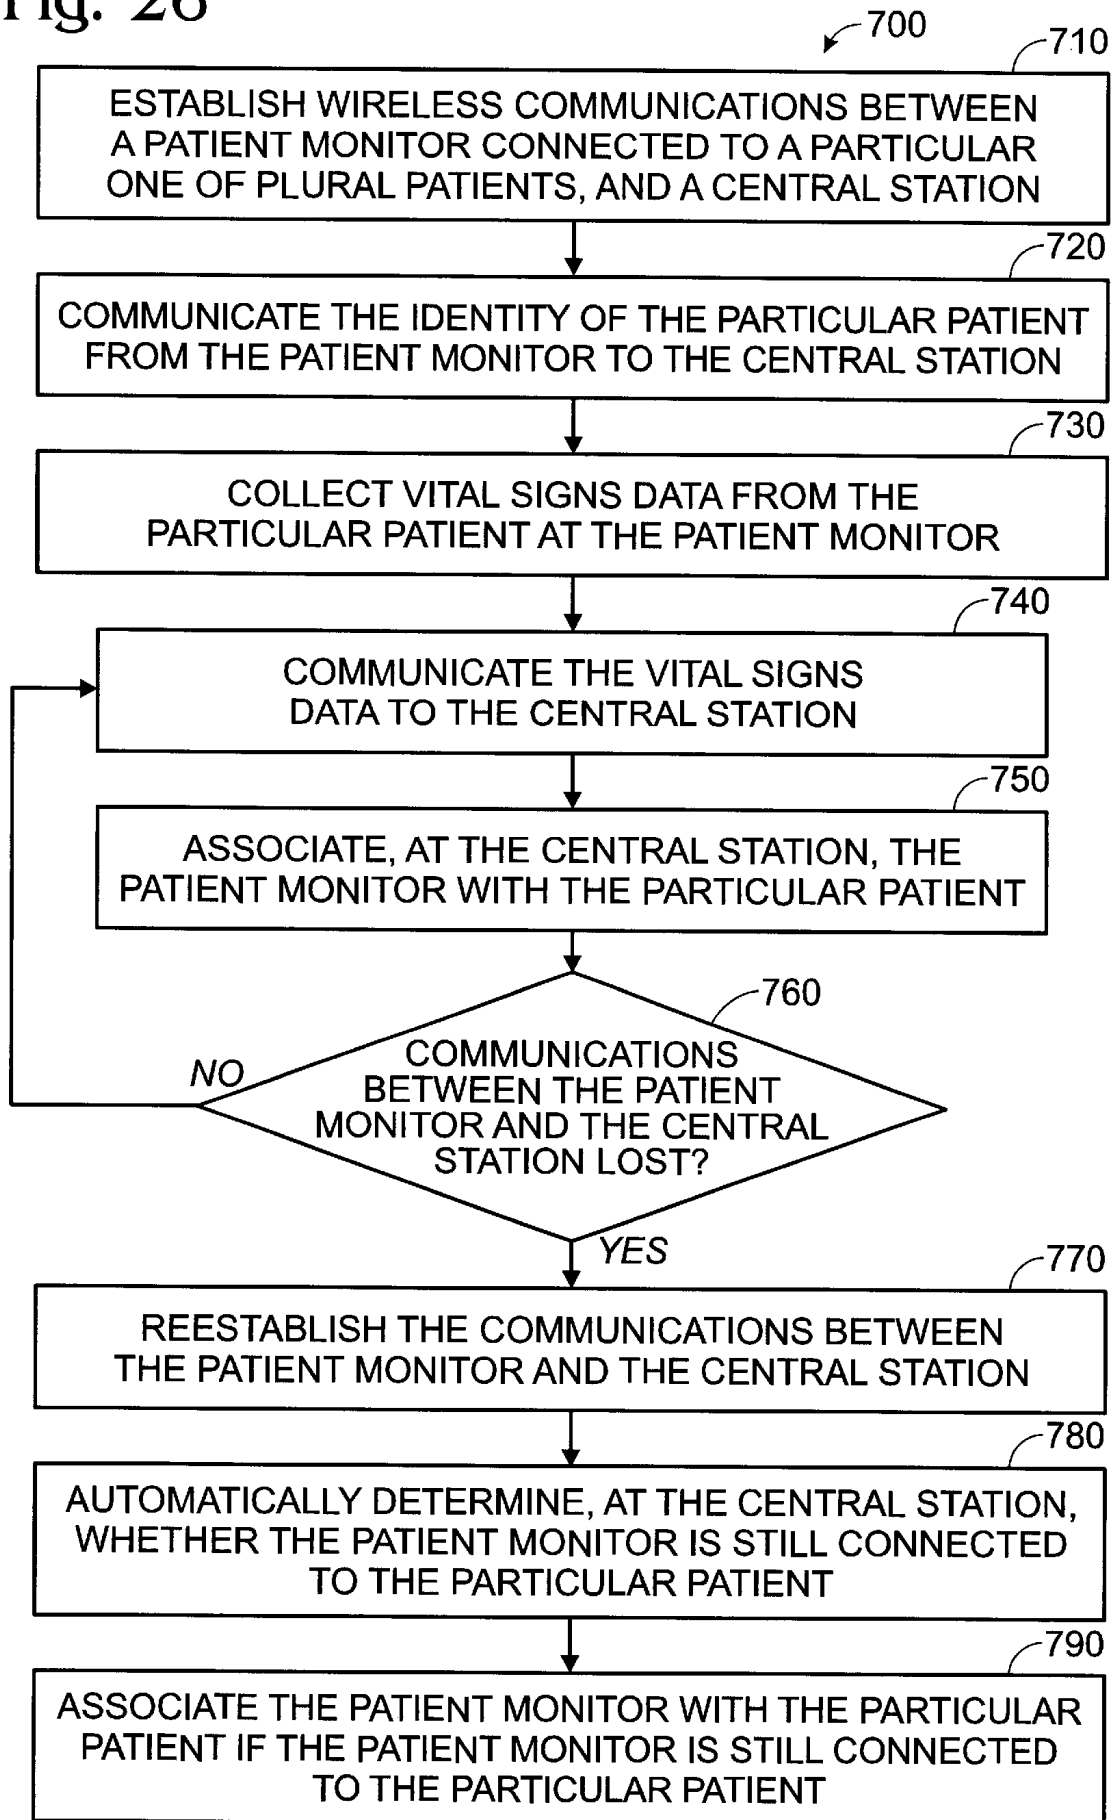 Fig. 26
700
710
ESTABLISH WIRELESS COMMUNICATIONS BETWEEN
A PATIENT MONITOR CONNECTED TO A PARTICULAR
ONE OF PLURAL PATIENTS, AND A CENTRAL STATION
720
COMMUNICATE THE IDENTITY OF THE PARTICULAR PATIENT
FROM THE PATIENT MONITOR TO THE CENTRAL STATION
730
COLLECT VITAL SIGNS DATA FROM THE
PARTICULAR PATIENT AT THE PATIENT MONITOR
740
COMMUNICATE THE VITAL SIGNS
DATA TO THE CENTRAL STATION
750
ASSOCIATE, AT THE CENTRAL STATION, THE
PATIENT MONITOR WITH THE PARTICULAR PATIENT
760
COMMUNICATIONS
BETWEEN THE PATIENT
MONITOR AND THE CENTRAL
STATION LOST?
NO
YES
770
REESTABLISH THE COMMUNICATIONS BETWEEN
THE PATIENT MONITOR AND THE CENTRAL STATION
780
AUTOMATICALLY DETERMINE, AT THE CENTRAL STATION,
WHETHER THE PATIENT MONITOR IS STILL CONNECTED
TO THE PARTICULAR PATIENT
790
ASSOCIATE THE PATIENT MONITOR WITH THE PARTICULAR
PATIENT IF THE PATIENT MONITOR IS STILL CONNECTED
TO THE PARTICULAR PATIENT